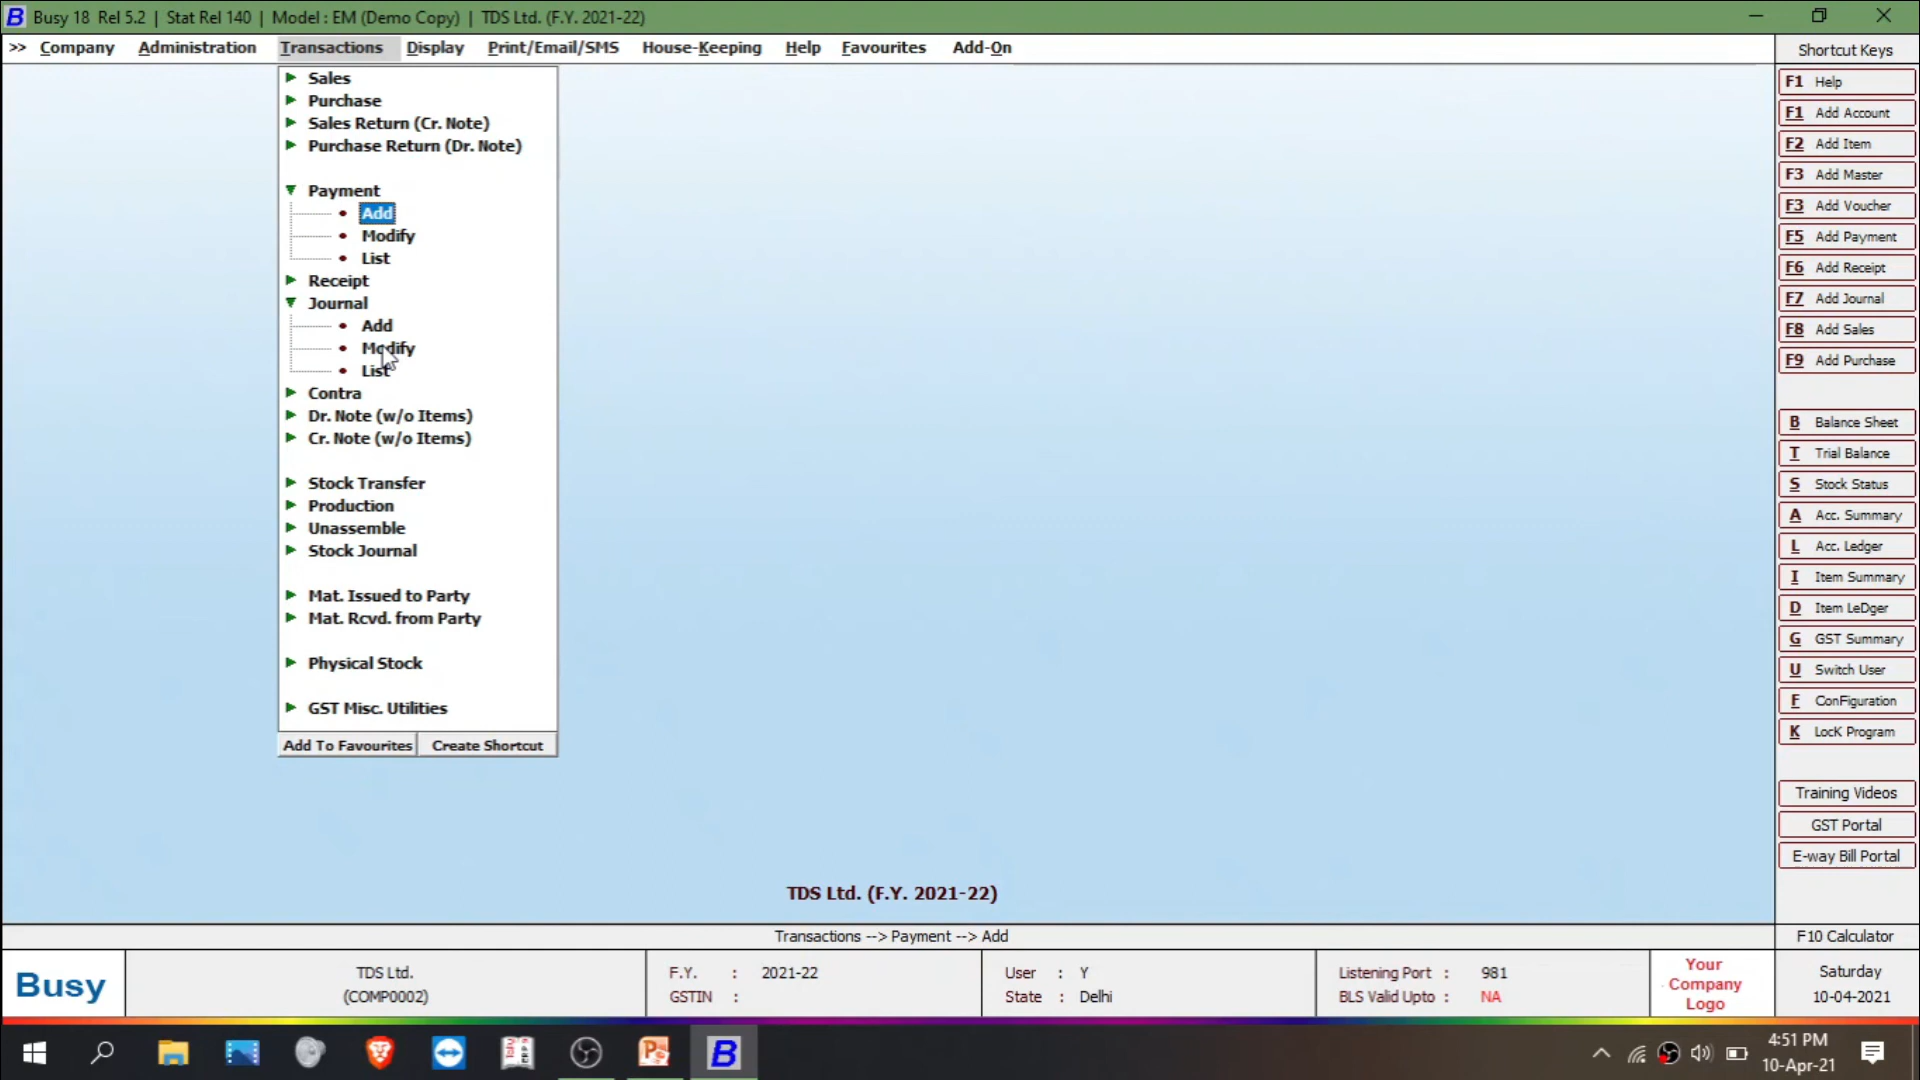 Busy 18 Rel 5.2 | Stat Rel 140 | Model : EM (Demo Copy) | TDS Ltd. (F.Y. 2021-22)
>> Company Administration Transactions Display Print/Email/SMS House-Keeping Help Favourites Add-On
Sales
Purchase
Sales Return (Cr. Note)
Purchase Return (Dr. Note)
Payment
Add
Modify
List
Receipt
Journal
Add
Modify
List
Contra
Dr. Note (w/o Items)
Cr. Note (w/o Items)
Stock Transfer
Production
Unassemble
Stock Journal
Mat. Issued to Party
Mat. Rcvd. from Party
Physical Stock
GST Misc. Utilities
Add To Favourites Create Shortcut
Shortcut Keys
F1 Help
F1 Add Account
F2 Add Item
F3 Add Master
F3 Add Voucher
F5 Add Payment
F6 Add Receipt
F7 Add Journal
F8 Add Sales
F9 Add Purchase
B Balance Sheet
T Trial Balance
S Stock Status
A Acc. Summary
L Acc. Ledger
I Item Summary
D Item LeDger
G GST Summary
U Switch User
F ConFiguration
K LocK Program
Training Videos
GST Portal
E-way Bill Portal
TDS Ltd. (F.Y. 2021-22)
Transactions --> Payment --> Add
F10 Calculator
Busy
TDS Ltd.
(COMP0002)
F.Y. : 2021-22
GSTIN :
User : Y
State : Delhi
Listening Port : 981
BLS Valid Upto : NA
Your
Company
Logo
Saturday
10-04-2021
4:51 PM
10-Apr-21